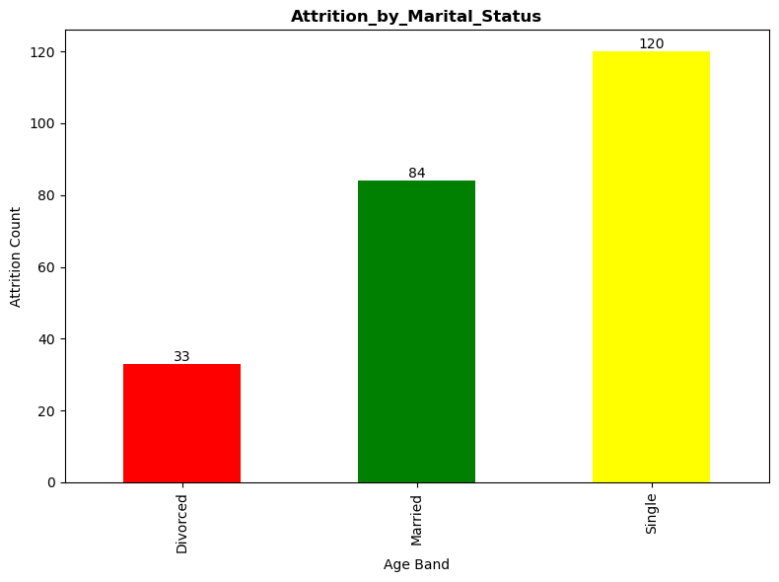 Attrition_by_Marital_Status
120
100
80
60
40
20
0
Attrition Count
33
84
120
Divorced
Married
Single
Age Band